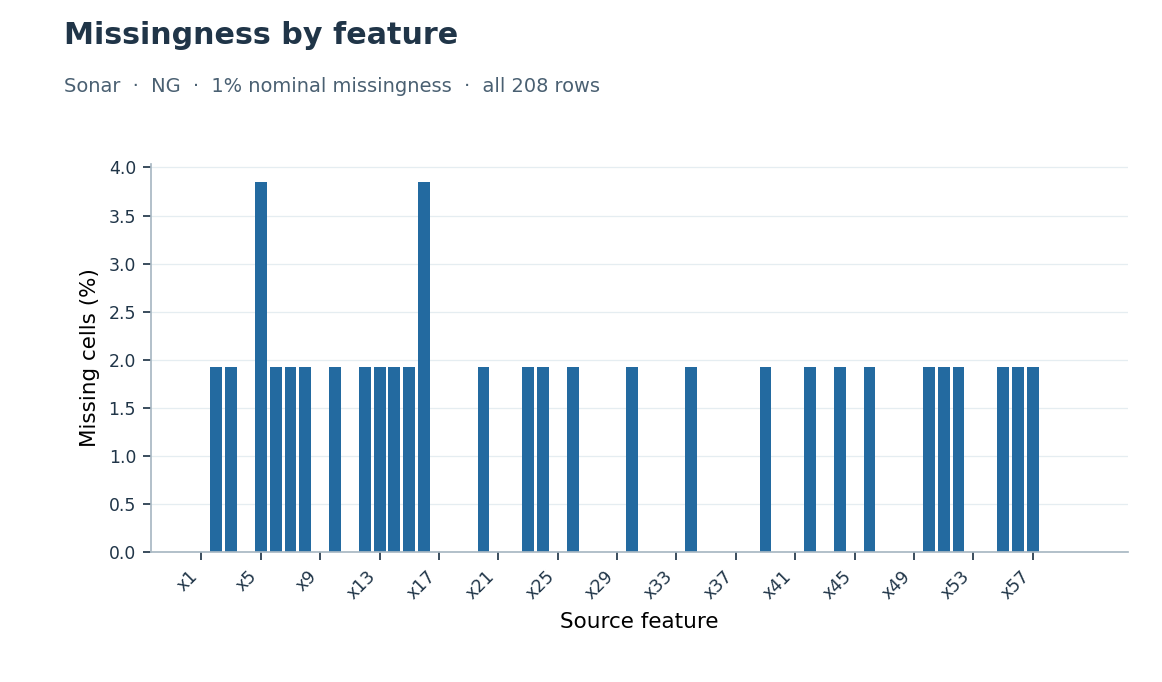 Missingness by feature
Sonar · NG · 1% nominal missingness · all 208 rows
4.0
3.5
3.0
2.5
2.0
1.5
1.0
0.5
0.0
Missing cells (%)
x1 x5 x9 x13 x17 x21 x25 x29 x33 x37 x41 x45 x49 x53 x57
Source feature